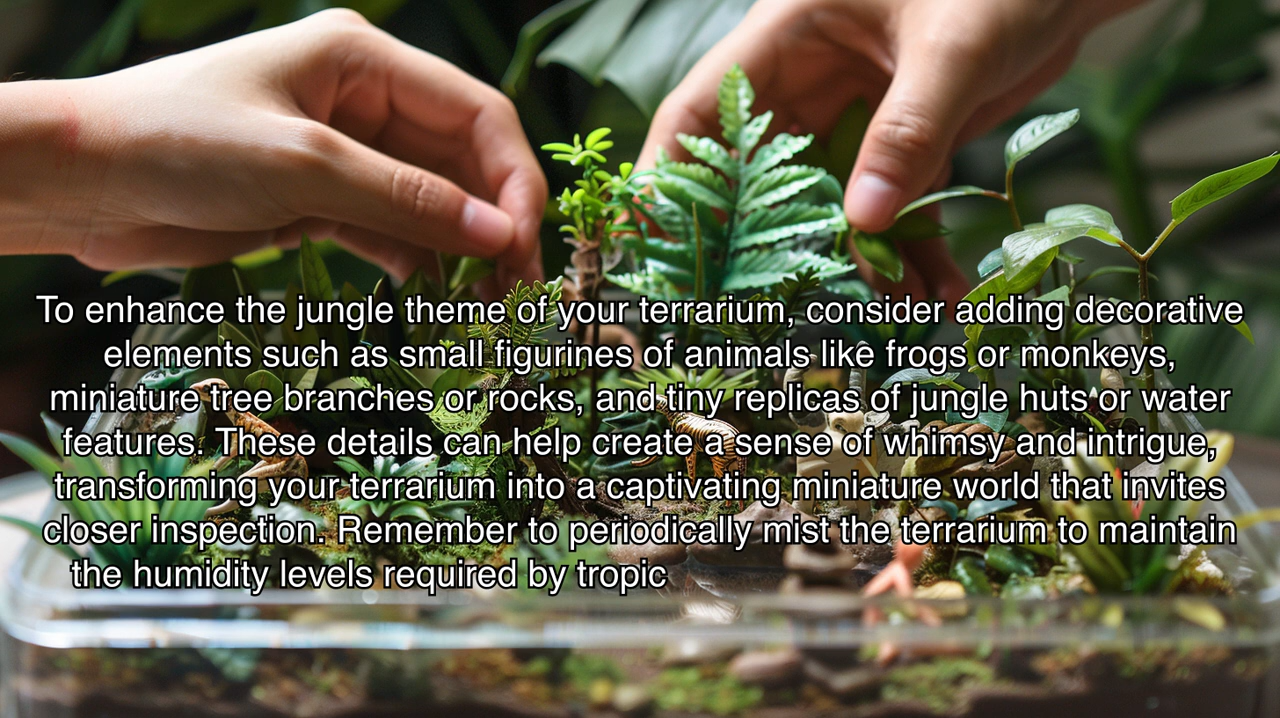 To enhance the jungle theme of your terrarium, consider adding decorative
elements such as small figurines of animals like frogs or monkeys,
miniature tree branches or rocks, and tiny replicas of jungle huts or water
features. These details can help create a sense of whimsy and intrigue,
transforming your terrarium into a captivating miniature world that invites
closer inspection. Remember to periodically mist the terrarium to maintain
the humidity levels required by tropic